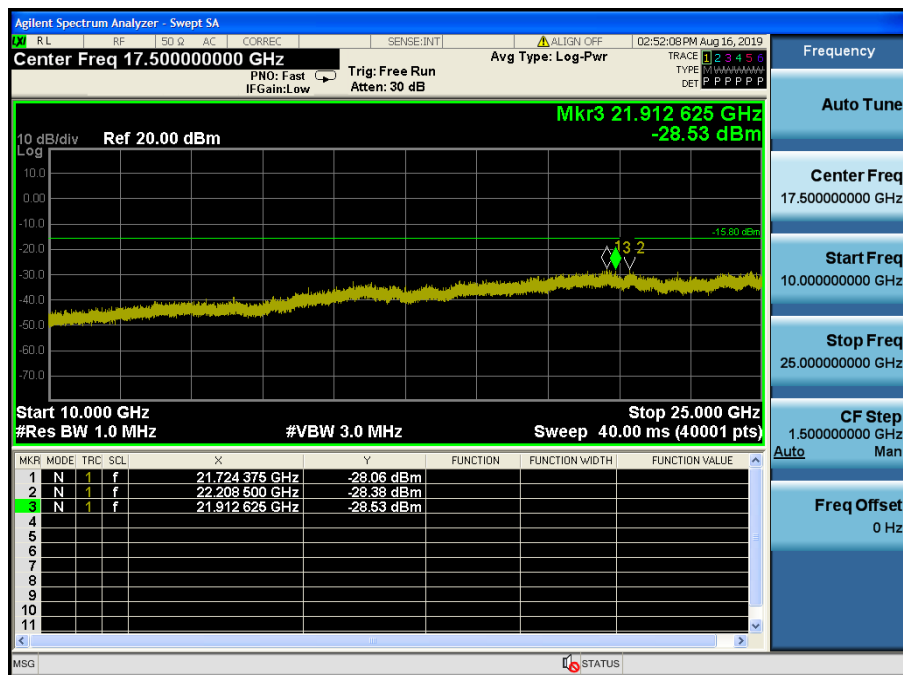 Agilent Spectrum Analyzer - Swept SA
LXI RL RF 50 Ω AC CORREC SENSE:INT ALIGN OFF 02:52:08 PM Aug 16, 2019
Center Freq 17.500000000 GHz
PNO: Fast
IFGain:Low
Trig: Free Run
Atten: 30 dB
Avg Type: Log-Pwr
TRACE 1 2 3 4 5 6
TYPE M WWWWW
DET P P P P P P
Mkr3 21.912 625 GHz
-28.53 dBm
10 dB/div Ref 20.00 dBm
Log
10.0
0.00
-10.0
-15.80 dBm
-20.0
1 3 2
-30.0
-40.0
-50.0
-60.0
-70.0
Start 10.000 GHz Stop 25.000 GHz
#Res BW 1.0 MHz #VBW 3.0 MHz Sweep 40.00 ms (40001 pts)
MKR MODE TRC SCL X Y FUNCTION FUNCTION WIDTH FUNCTION VALUE
1 N 1 f 21.724 375 GHz -28.06 dBm
2 N 1 f 22.208 500 GHz -28.38 dBm
3 N 1 f 21.912 625 GHz -28.53 dBm
4
5
6
7
8
9
10
11
MSG STATUS
Frequency
Auto Tune
Center Freq
17.500000000 GHz
Start Freq
10.000000000 GHz
Stop Freq
25.000000000 GHz
CF Step
1.500000000 GHz
Auto Man
Freq Offset
0 Hz